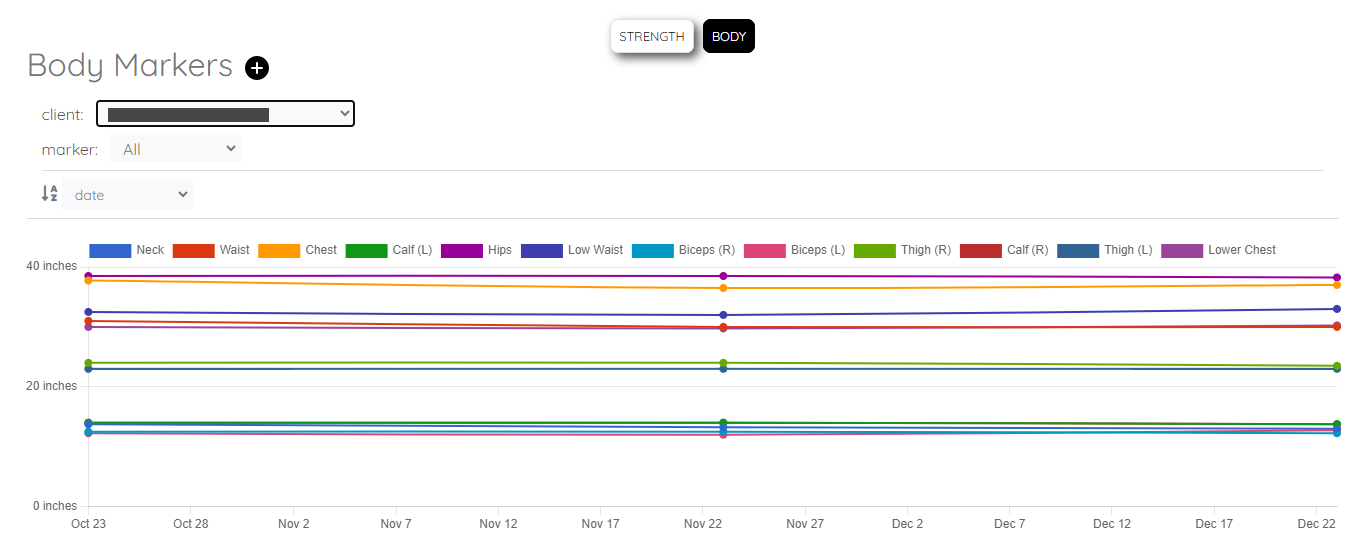 STRENGTH BODY
Body Markers
client:
marker: All
date
Neck Waist Chest Calf (L) Hips Low Waist Biceps (R) Biceps (L) Thigh (R) Calf (R) Thigh (L) Lower Chest
40 inches
20 inches
0 inches
Oct 23 Oct 28 Nov 2 Nov 7 Nov 12 Nov 17 Nov 22 Nov 27 Dec 2 Dec 7 Dec 12 Dec 17 Dec 22